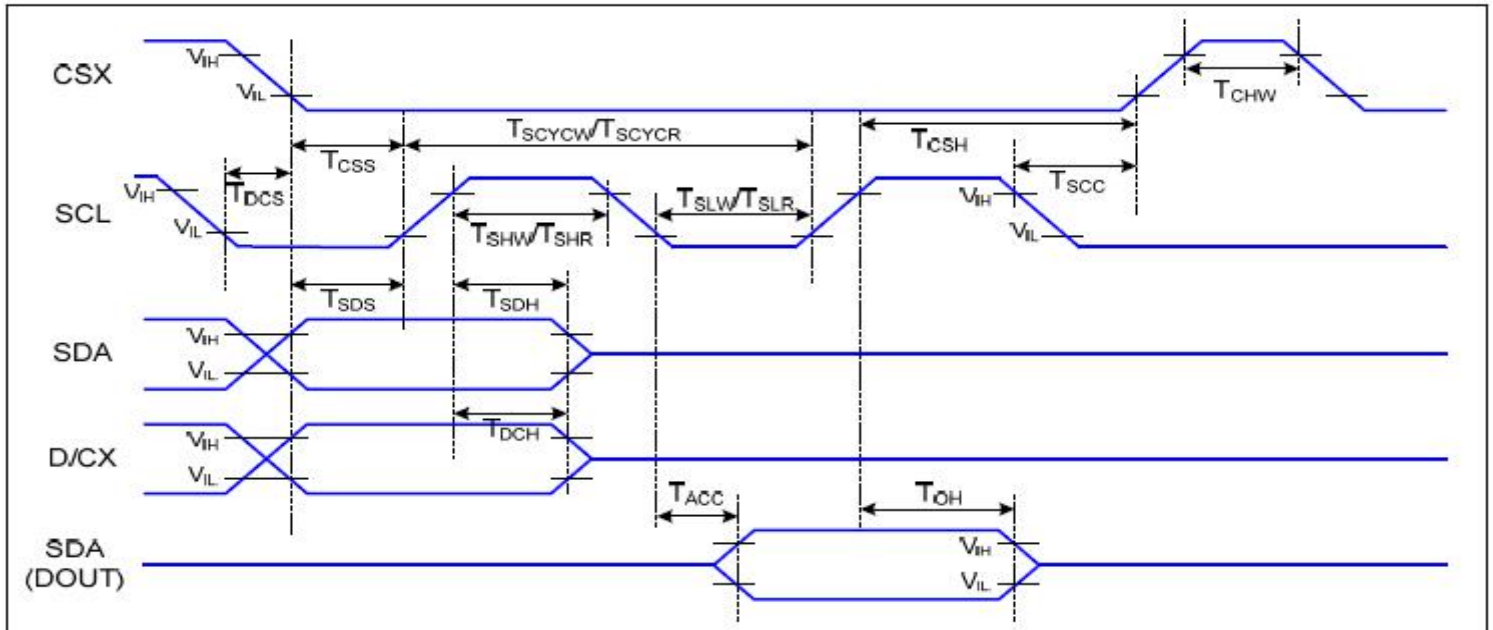 CSX
VIH
VIL
TCHW
TSCYCW/TSCYCR
TCSS
TCSH
TDCS
TSCC
SCL
VIH
VIL
TSHW/TSHR
TSLW/TSLR
VIH
VIL
TSDS
TSDH
SDA
VIH
VIL
D/CX
VIH
VIL
TDCH
TACC
TOH
SDA
(DOUT)
VIH
VIL